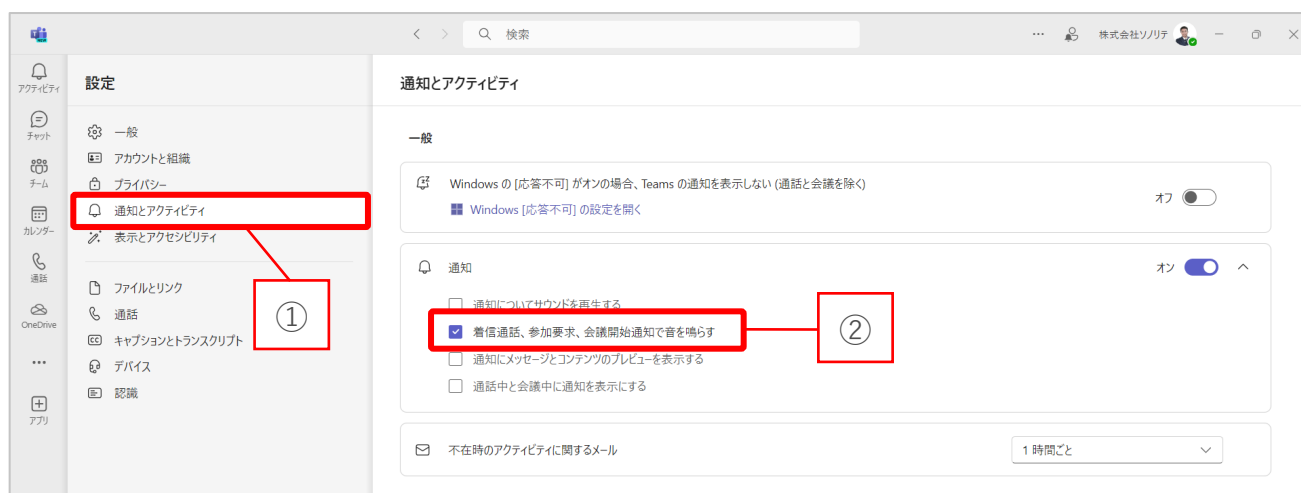 検索
株式会社ソノリテ
アクティビティ
チャット
チーム
カレンダー
通話
OneDrive
アプリ
設定
一般
アカウントと組織
プライバシー
通知とアクティビティ
表示とアクセシビリティ
ファイルとリンク
通話
キャプションとトランスクリプト
デバイス
認識
①
通知とアクティビティ
一般
Windows の [応答不可] がオンの場合、Teams の通知を表示しない (通話と会議を除く)
Windows [応答不可] の設定を開く
オフ
通知
オン
通知についてサウンドを再生する
着信通話、参加要求、会議開始通知で音を鳴らす
通知にメッセージとコンテンツのプレビューを表示する
通話中と会議中に通知を表示にする
②
不在時のアクティビティに関するメール
1 時間ごと